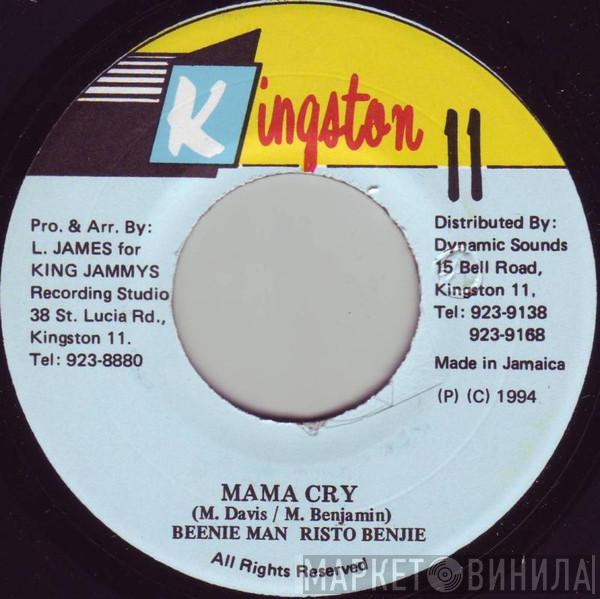 Kingston 11
Pro. & Arr. By:
L. JAMES for
KING JAMMYS
Recording Studio
38 St. Lucia Rd.,
Kingston 11.
Tel: 923-8880
Distributed By:
Dynamic Sounds
15 Bell Road,
Kingston 11,
Tel: 923-9138
923-9168
Made in Jamaica
(P) (C) 1994
MAMA CRY
(M. Davis / M. Benjamin)
BEENIE MAN RISTO BENJIE
All Rights Reserved
МАРКЕТ ВИНИЛА